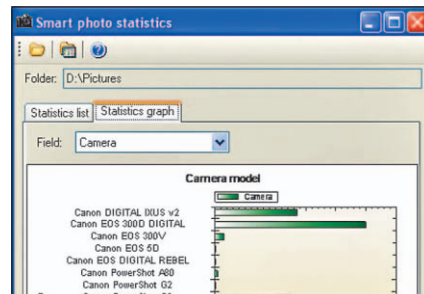 Smart photo statistics
Folder: D:\Pictures
Statistics list Statistics graph
Field: Camera
Camera model
Camera
Canon DIGITAL IXUS v2
Canon EOS 300D DIGITAL
Canon EOS 300V
Canon EOS 5D
Canon EOS DIGITAL REBEL
Canon PowerShot A80
Canon PowerShot G2